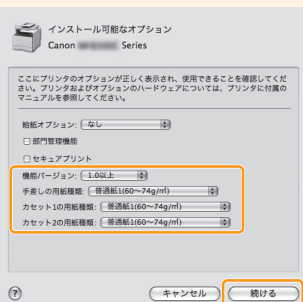 インストール可能なオプション
Canon Series
ここにプリンタのオプションが正しく表示され、使用できることを確認してくだ
さい。プリンタおよびオプションのハードウェアについては、プリンタに付属の
マニュアルを参照してください。
給紙オプション: なし
部門管理機能
セキュアプリント
機能バージョン: 1.0以上
手差しの用紙種類: 普通紙1(60〜74g/㎡)
カセット1の用紙種類: 普通紙1(60〜74g/㎡)
カセット2の用紙種類: 普通紙1(60〜74g/㎡)
? キャンセル 続ける